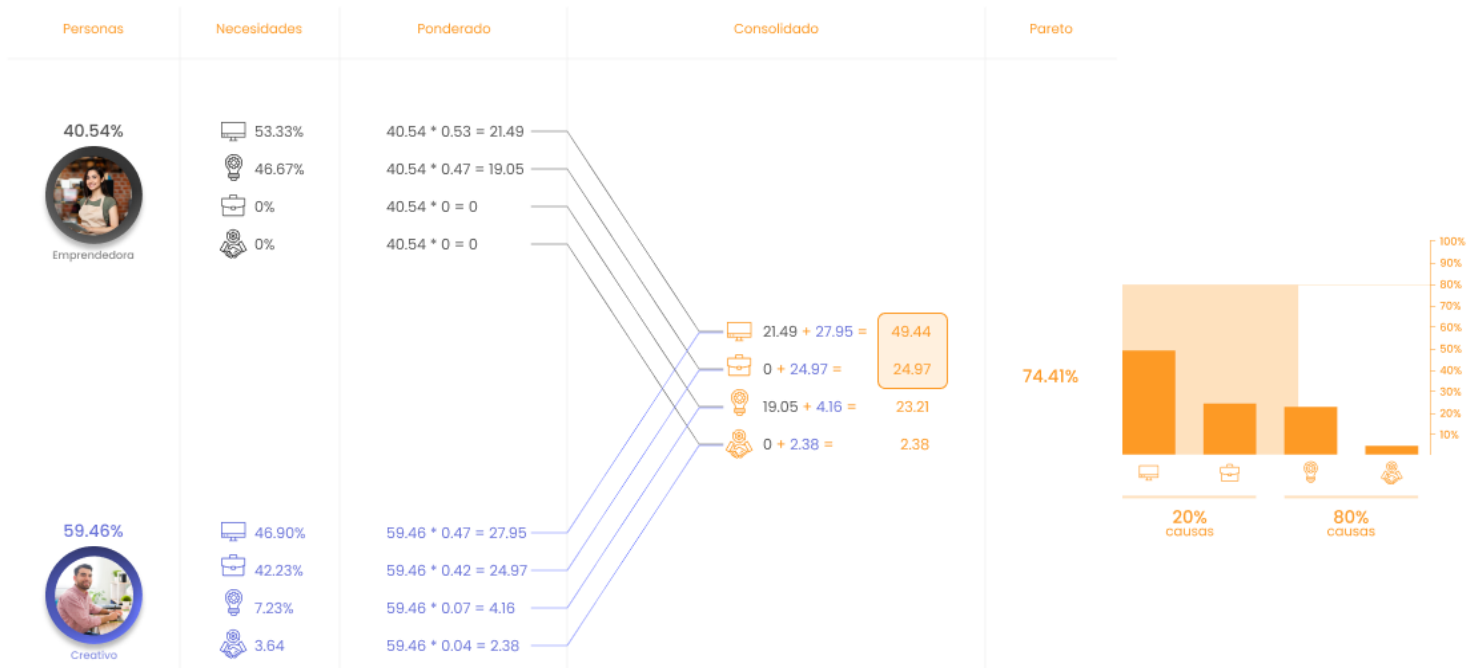 Personas
Necesidades
Ponderado
Consolidado
Pareto
40.54%
Emprendedora
53.33%
46.67%
0%
0%
40.54 * 0.53 = 21.49
40.54 * 0.47 = 19.05
40.54 * 0 = 0
40.54 * 0 = 0
21.49 + 27.95 = 49.44
0 + 24.97 = 24.97
19.05 + 4.16 = 23.21
0 + 2.38 = 2.38
74.41%
100%
90%
80%
70%
60%
50%
40%
30%
20%
10%
20%
causas
80%
causas
59.46%
Creativo
46.90%
42.23%
7.23%
3.64
59.46 * 0.47 = 27.95
59.46 * 0.42 = 24.97
59.46 * 0.07 = 4.16
59.46 * 0.04 = 2.38